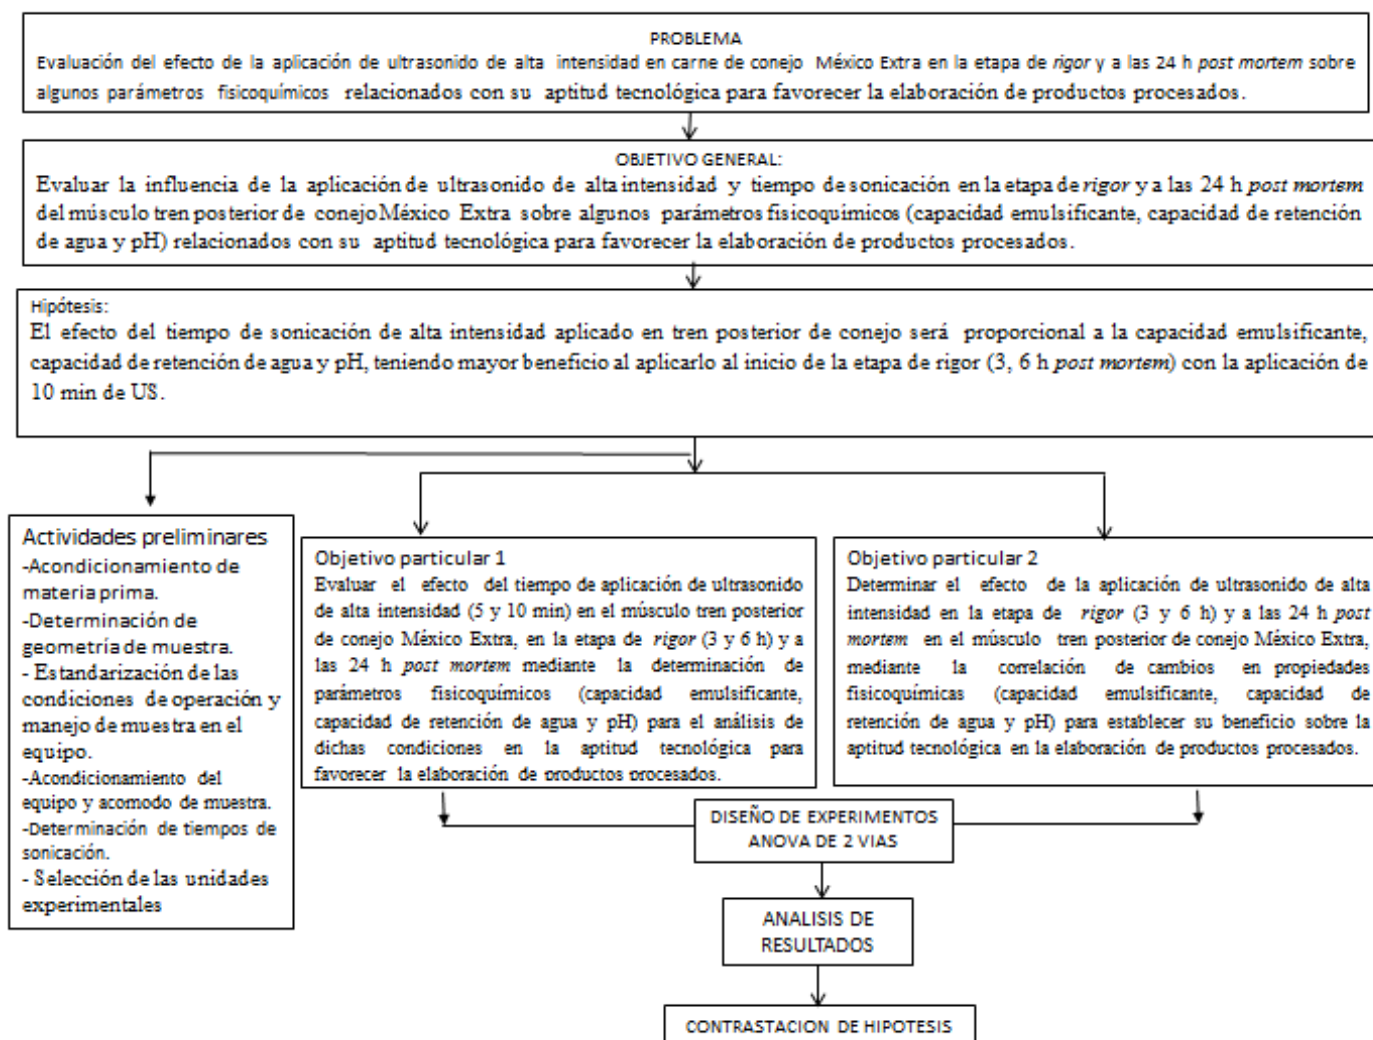 PROBLEMA
Evaluación del efecto de la aplicación de ultrasonido de alta intensidad en carne de conejo México Extra en la etapa de rigor y a las 24 h post mortem sobre
algunos parámetros fisicoquímicos relacionados con su aptitud tecnológica para favorecer la elaboración de productos procesados.
OBJETIVO GENERAL:
Evaluar la influencia de la aplicación de ultrasonido de alta intensidad y tiempo de sonicación en la etapa de rigor y a las 24 h post mortem
del músculo tren posterior de conejo México Extra sobre algunos parámetros fisicoquímicos (capacidad emulsificante, capacidad de retención
de agua y pH) relacionados con su aptitud tecnológica para favorecer la elaboración de productos procesados.
Hipótesis:
El efecto del tiempo de sonicación de alta intensidad aplicado en tren posterior de conejo será proporcional a la capacidad emulsificante,
capacidad de retención de agua y pH, teniendo mayor beneficio al aplicarlo al inicio de la etapa de rigor (3, 6 h post mortem) con la aplicación de
10 min de US.
Actividades preliminares
-Acondicionamiento de
materia prima.
-Determinación de
geometría de muestra.
- Estandarización de las
condiciones de operación y
manejo de muestra en el
equipo.
-Acondicionamiento del
equipo y acomodo de muestra.
-Determinación de tiempos de
sonicación.
- Selección de las unidades
experimentales
Objetivo particular 1
Evaluar el efecto del tiempo de aplicación de ultrasonido
de alta intensidad (5 y 10 min) en el músculo tren posterior
de conejo México Extra, en la etapa de rigor (3 y 6 h) y a
las 24 h post mortem mediante la determinación de
parámetros fisicoquímicos (capacidad emulsificante,
capacidad de retención de agua y pH) para el análisis de
dichas condiciones en la aptitud tecnológica para
favorecer la elaboración de productos procesados.
Objetivo particular 2
Determinar el efecto de la aplicación de ultrasonido de alta
intensidad en la etapa de rigor (3 y 6 h) y a las 24 h post
mortem en el músculo tren posterior de conejo México Extra,
mediante la correlación de cambios en propiedades
fisicoquímicas (capacidad emulsificante, capacidad de
retención de agua y pH) para establecer su beneficio sobre la
aptitud tecnológica en la elaboración de productos procesados.
DISEÑO DE EXPERIMENTOS
ANOVA DE 2 VIAS
ANALISIS DE
RESULTADOS
CONTRASTACION DE HIPOTESIS